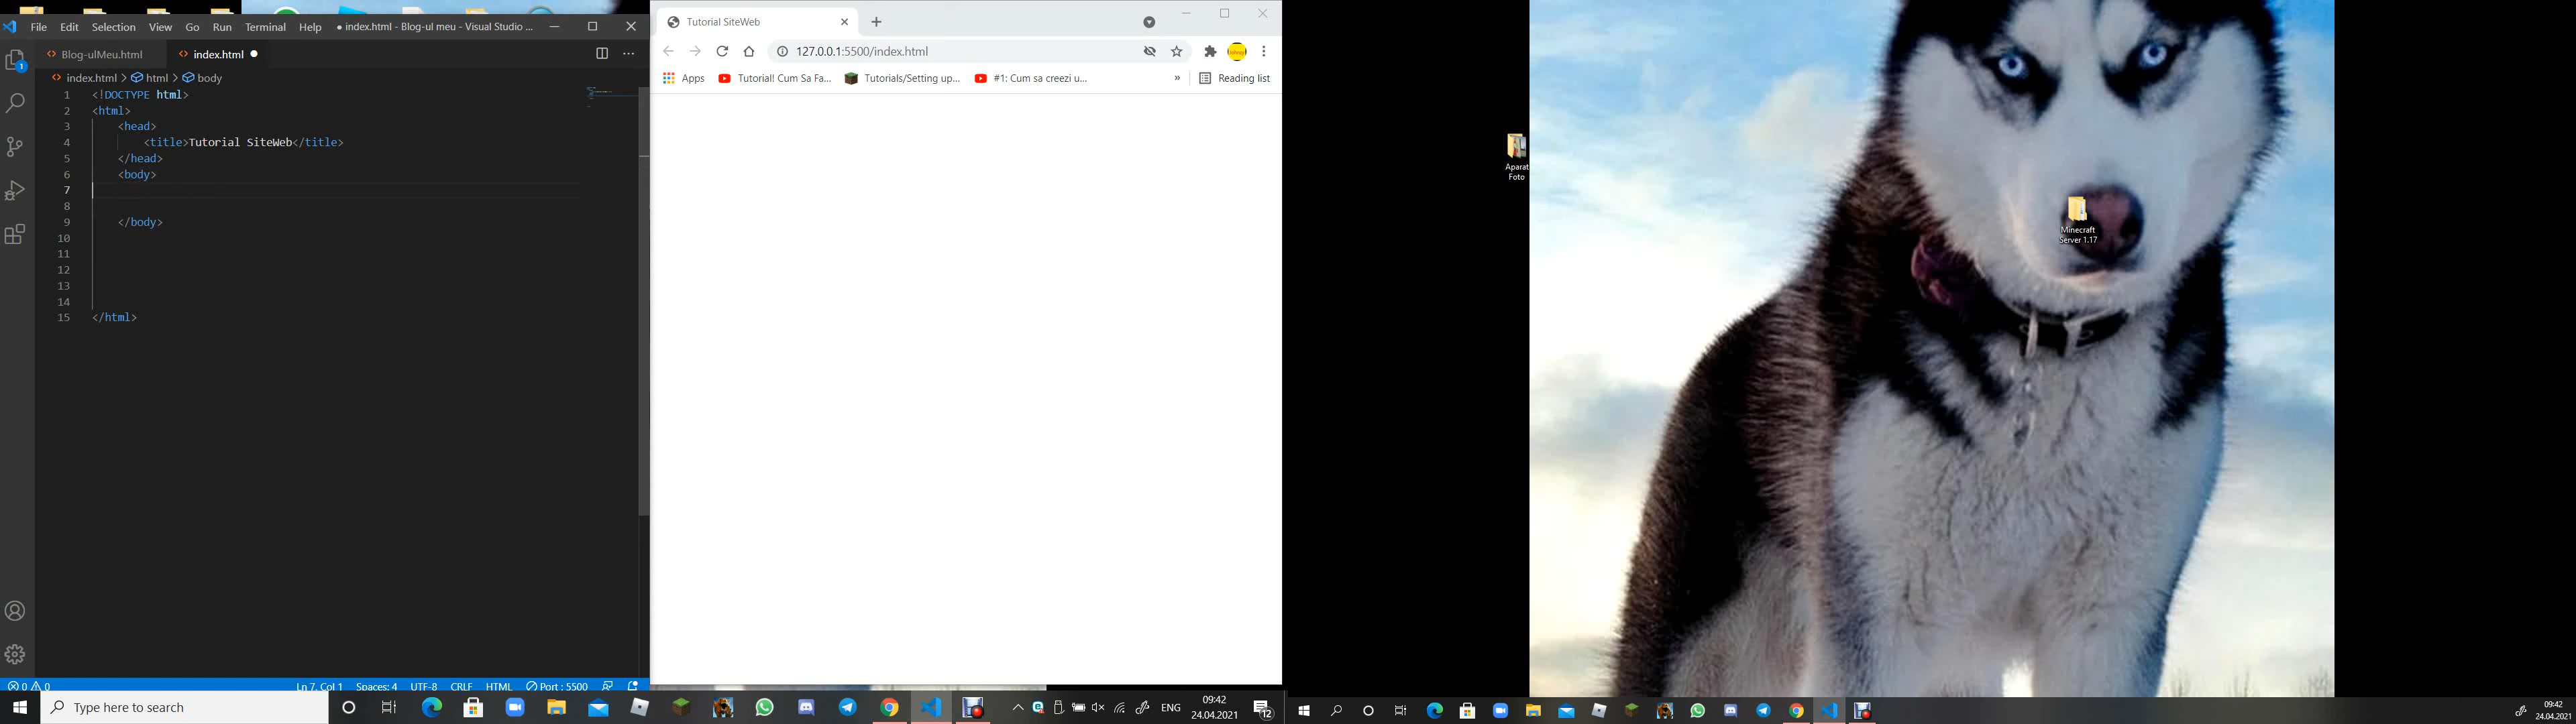 File Edit Selection View Go Run Terminal Help ● index.html - Blog-ul meu - Visual Studio ...
Blog-ulMeu.html index.html
index.html > html > body
1 <!DOCTYPE html>
2 <html>
3 <head>
4 <title>Tutorial SiteWeb</title>
5 </head>
6 <body>
7
8
9 </body>
10
11
12
13
14
15 </html>
0 0 Ln 7, Col 1 Spaces: 4 UTF-8 CRLF HTML Port : 5500
Tutorial SiteWeb
127.0.0.1:5500/index.html
Apps Tutorial! Cum Sa Fa... Tutorials/Setting up... #1: Cum sa creezi u... » Reading list
Aparat
Foto
Minecraft
Server 1.17
Type here to search
ENG
09:42
24.04.2021
12
09:42
24.04.2021